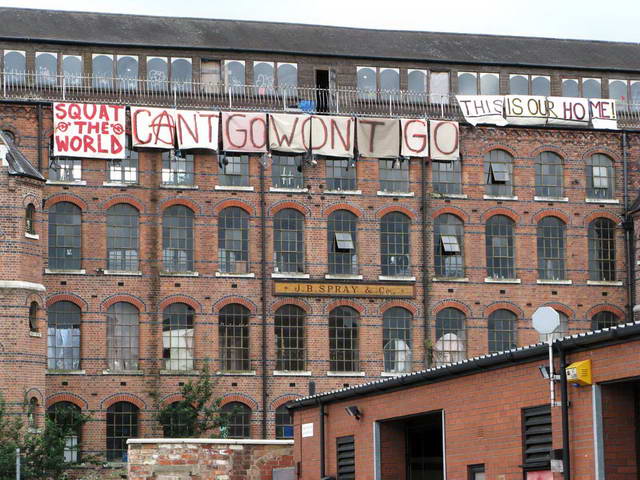 SQUAT
THE
WORLD
CANT GO WONT GO
THIS IS OUR HOME!
J.B. SPRAY & Co.